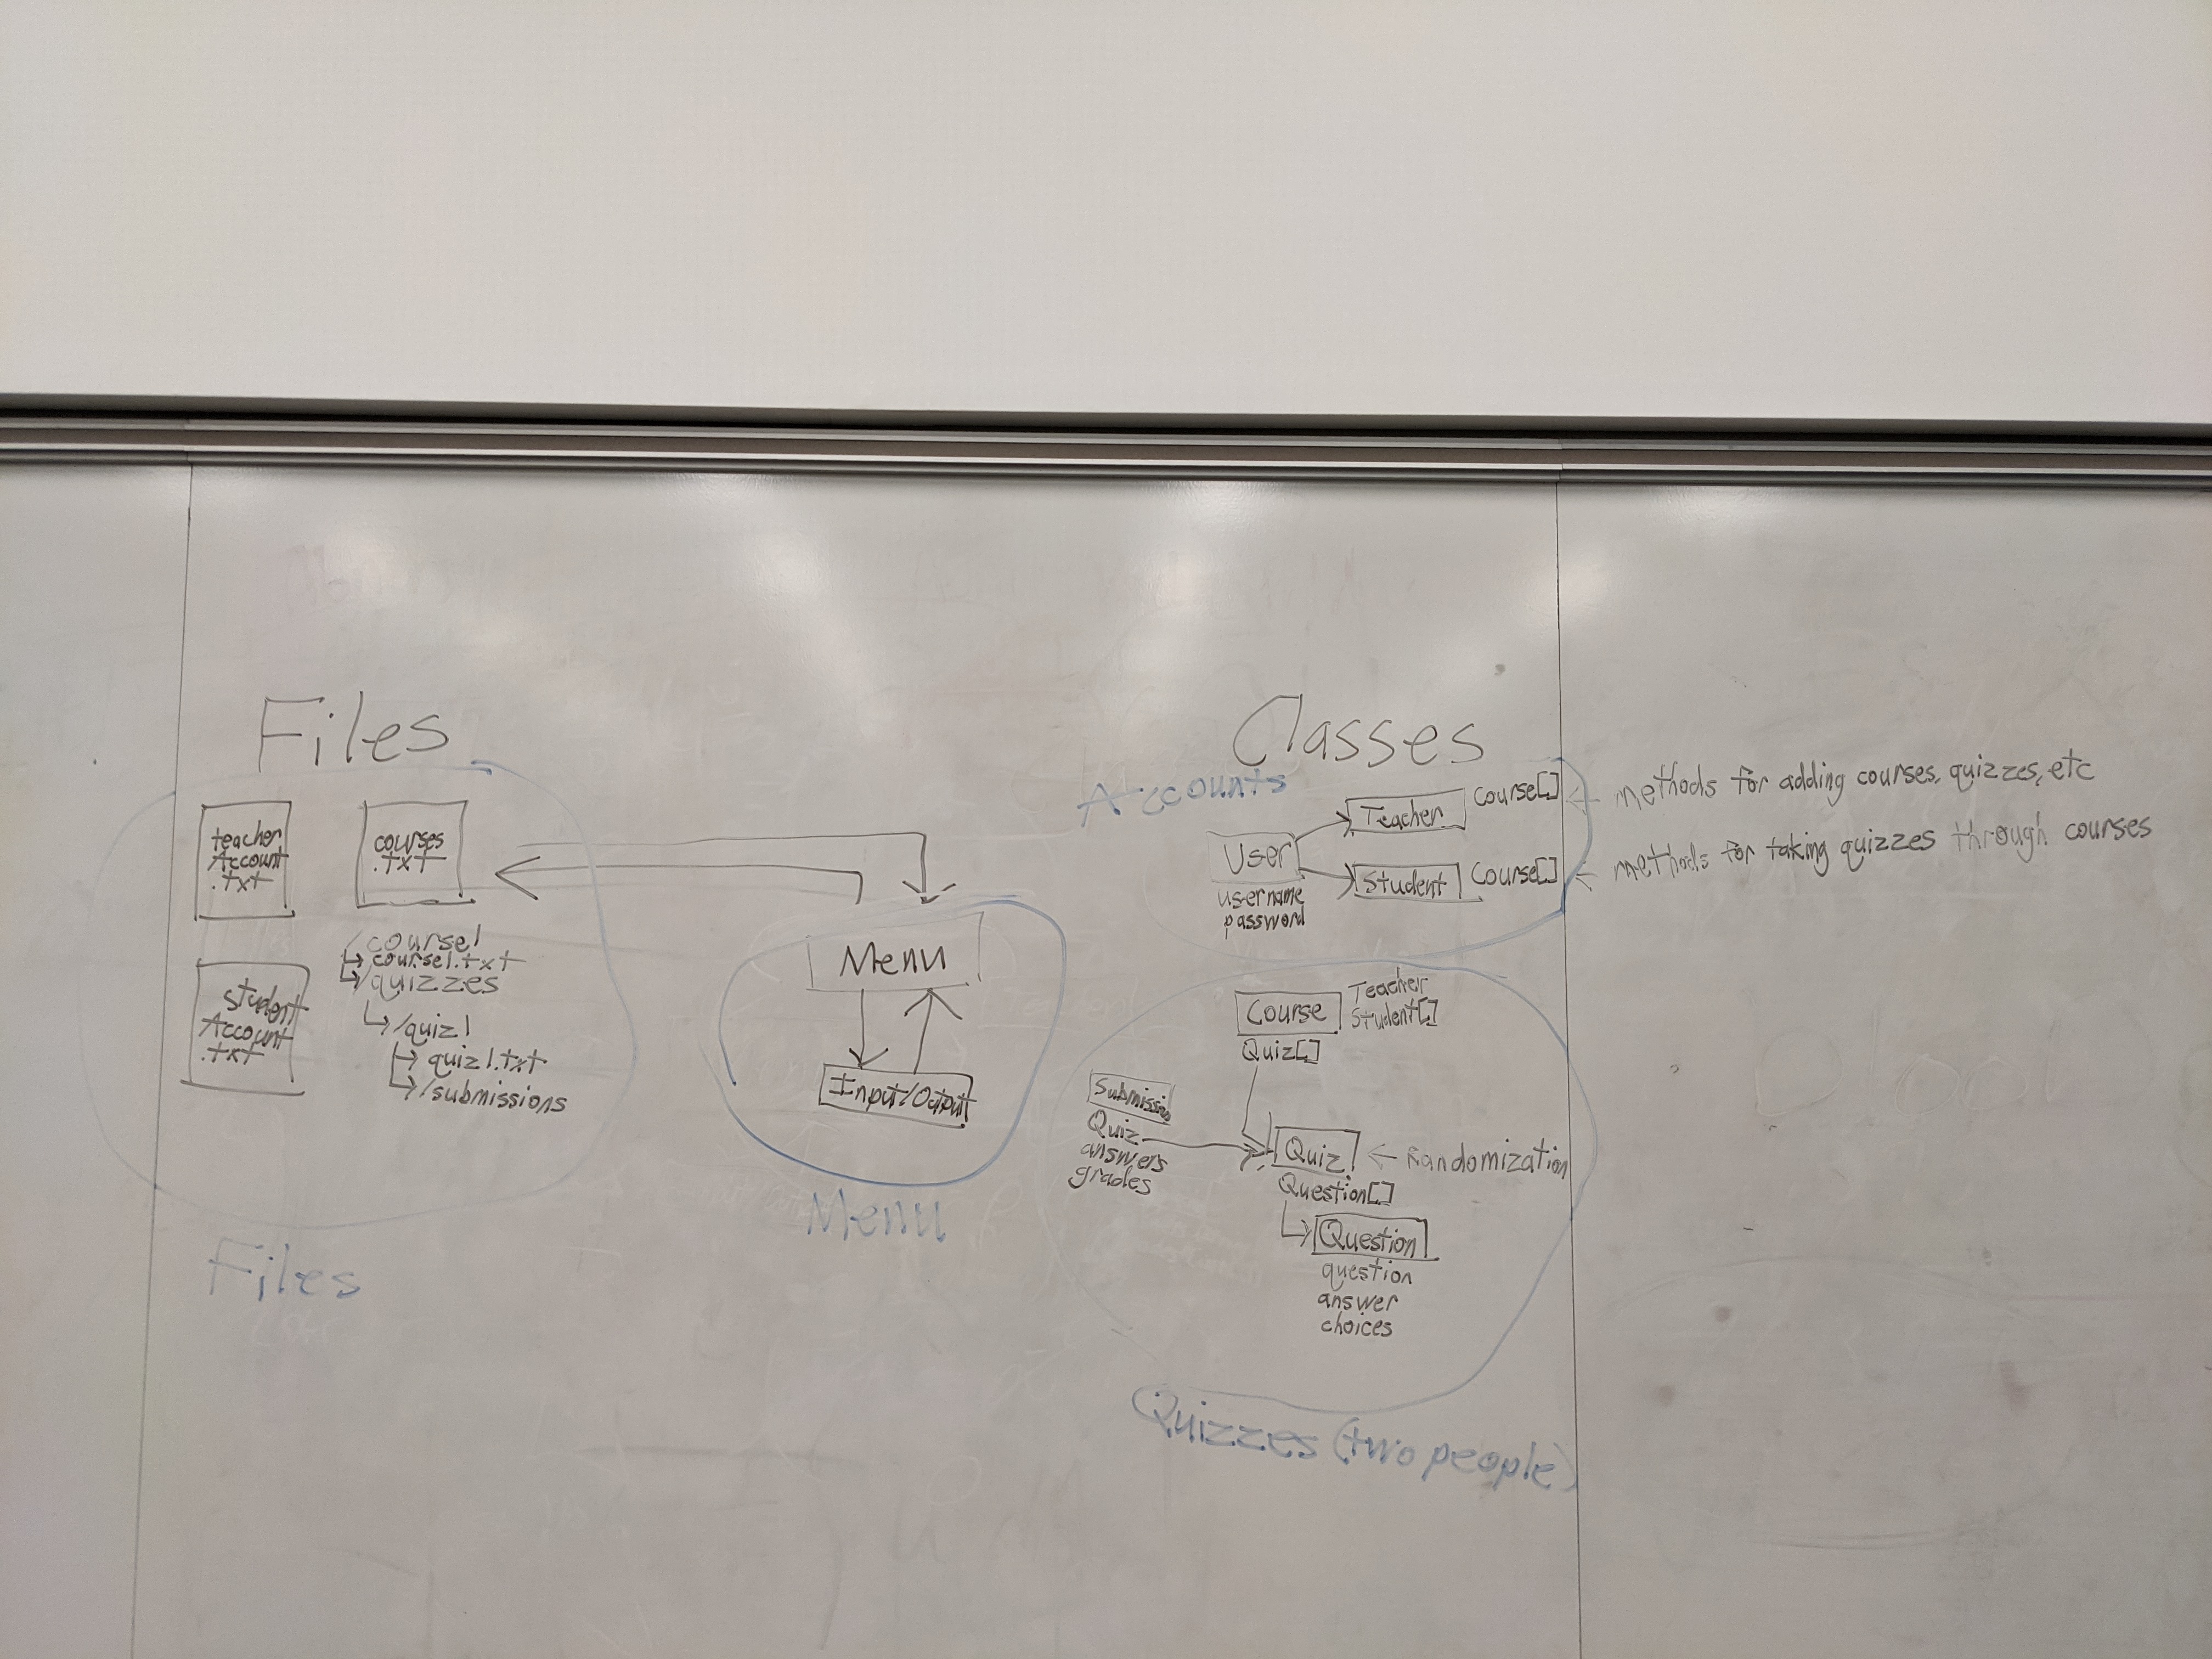 Files
teacher
Account
.txt
courses
.txt
/course1
↳ course1.txt
↳ /quizzes
↳ /quiz1
↳ quiz1.txt
↳ /submissions
student
Account
.txt
Files
Menu
Input/Output
Menu
Classes
Accounts
User
username
password
Teacher
Course[]
← methods for adding courses, quizzes, etc
Student
Course[]
← methods for taking quizzes through courses
Course
Teacher
Student[]
Quiz[]
Submission
Quiz
answers
grades
Quiz
← Randomization
Question[]
Question
question
answer
choices
Quizzes (two people)